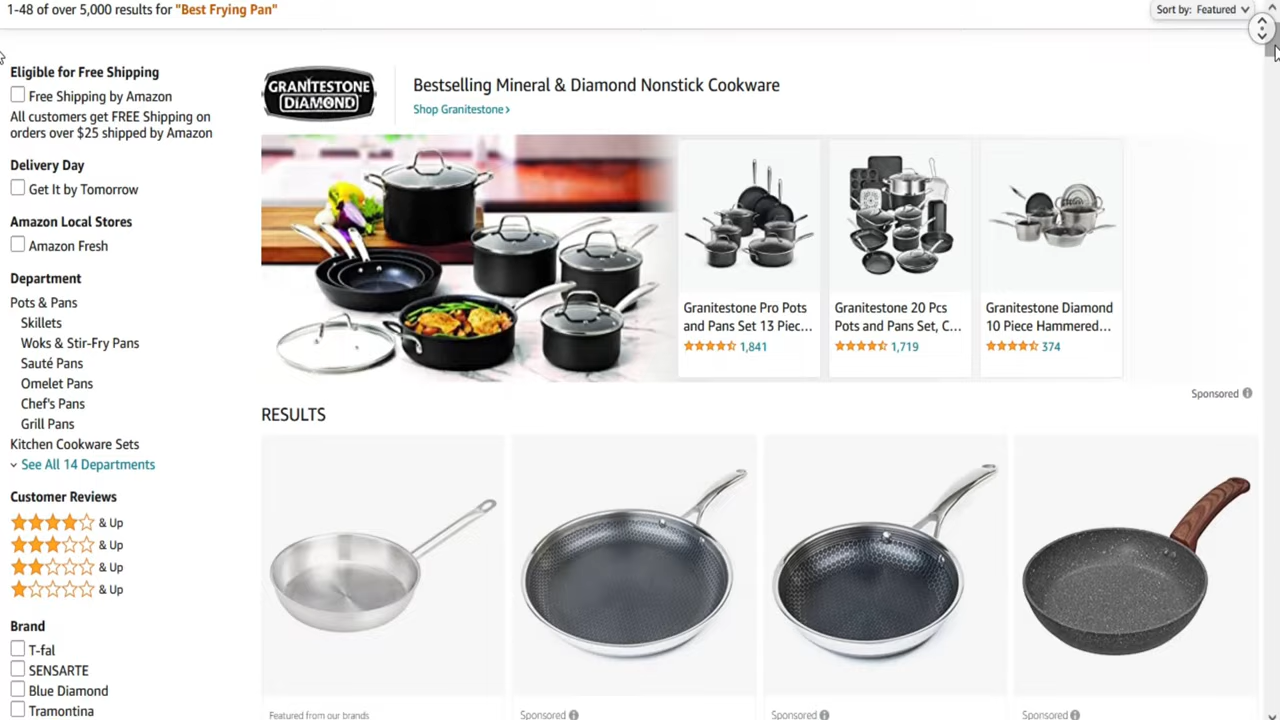 1-48 of over 5,000 results for "Best Frying Pan"
Sort by: Featured
Eligible for Free Shipping
Free Shipping by Amazon
All customers get FREE Shipping on
orders over $25 shipped by Amazon
Delivery Day
Get It by Tomorrow
Amazon Local Stores
Amazon Fresh
Department
Pots & Pans
Skillets
Woks & Stir-Fry Pans
Sauté Pans
Omelet Pans
Chef's Pans
Grill Pans
Kitchen Cookware Sets
See All 14 Departments
Customer Reviews
& Up
& Up
& Up
& Up
Brand
T-fal
SENSARTE
Blue Diamond
Tramontina
GRANITESTONE
DIAMOND
Bestselling Mineral & Diamond Nonstick Cookware
Shop Granitestone
Granitestone Pro Pots
and Pans Set 13 Piec...
1,841
Granitestone 20 Pcs
Pots and Pans Set, C...
1,719
Granitestone Diamond
10 Piece Hammered...
374
Sponsored
RESULTS
Featured from our brands
Sponsored
Sponsored
Sponsored